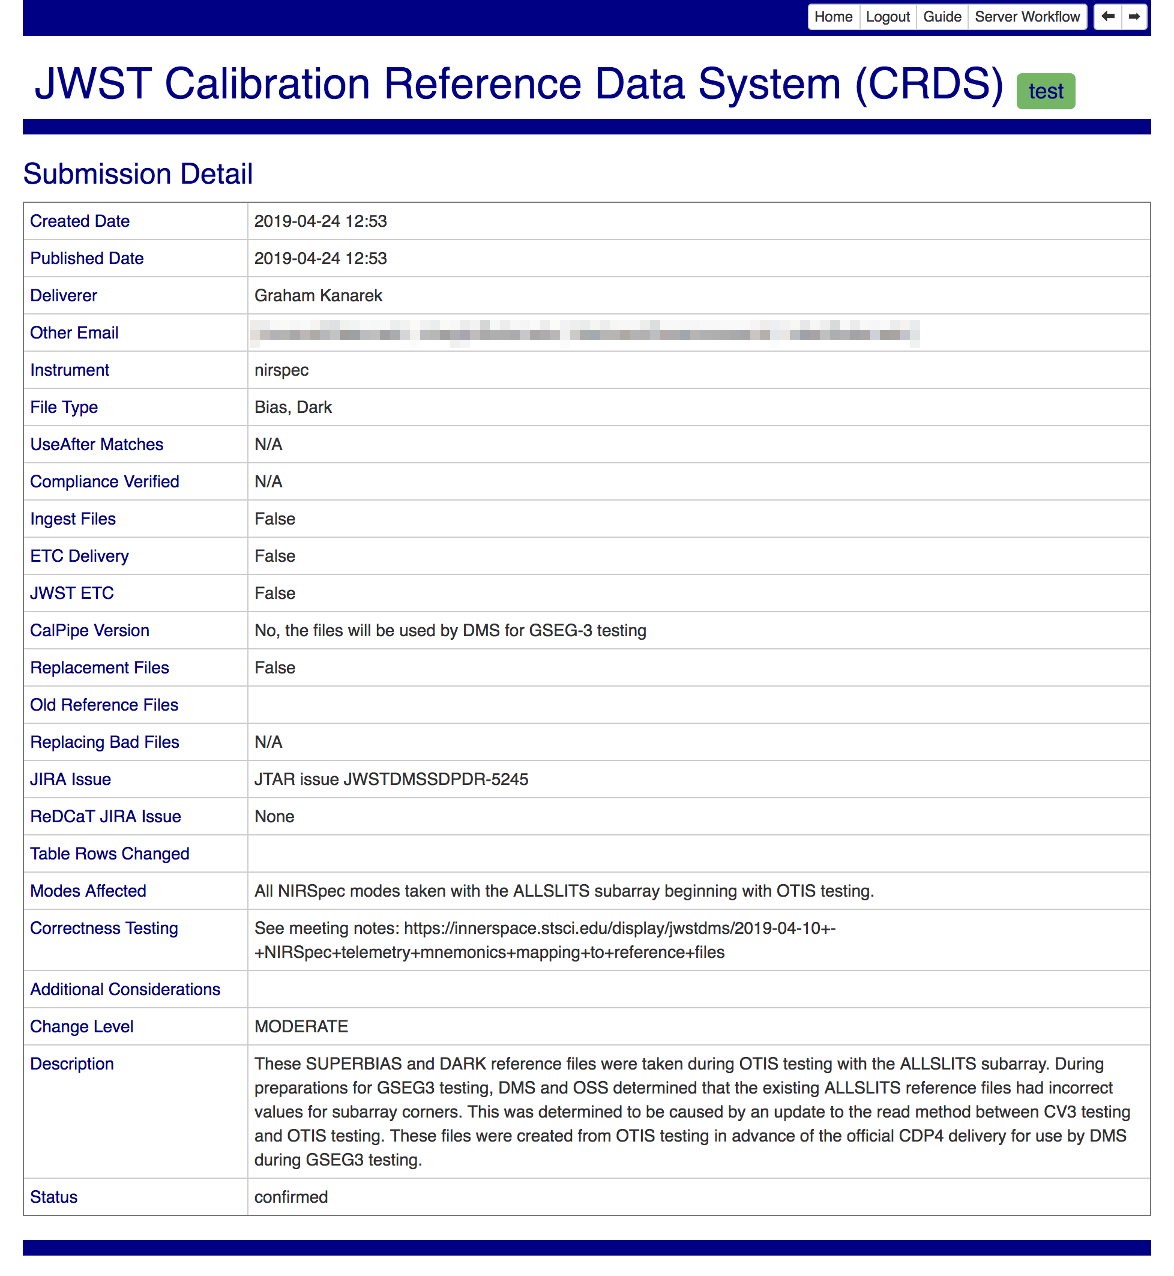 Home Logout Guide Server Workflow
JWST Calibration Reference Data System (CRDS) test
Submission Detail
Created Date 2019-04-24 12:53
Published Date 2019-04-24 12:53
Deliverer Graham Kanarek
Other Email
Instrument nirspec
File Type Bias, Dark
UseAfter Matches N/A
Compliance Verified N/A
Ingest Files False
ETC Delivery False
JWST ETC False
CalPipe Version No, the files will be used by DMS for GSEG-3 testing
Replacement Files False
Old Reference Files
Replacing Bad Files N/A
JIRA Issue JTAR issue JWSTDMSSDPDR-5245
ReDCaT JIRA Issue None
Table Rows Changed
Modes Affected All NIRSpec modes taken with the ALLSLITS subarray beginning with OTIS testing.
Correctness Testing See meeting notes: https://innerspace.stsci.edu/display/jwstdms/2019-04-10+-
+NIRSpec+telemetry+mnemonics+mapping+to+reference+files
Additional Considerations
Change Level MODERATE
Description These SUPERBIAS and DARK reference files were taken during OTIS testing with the ALLSLITS subarray. During
preparations for GSEG3 testing, DMS and OSS determined that the existing ALLSLITS reference files had incorrect
values for subarray corners. This was determined to be caused by an update to the read method between CV3 testing
and OTIS testing. These files were created from OTIS testing in advance of the official CDP4 delivery for use by DMS
during GSEG3 testing.
Status confirmed